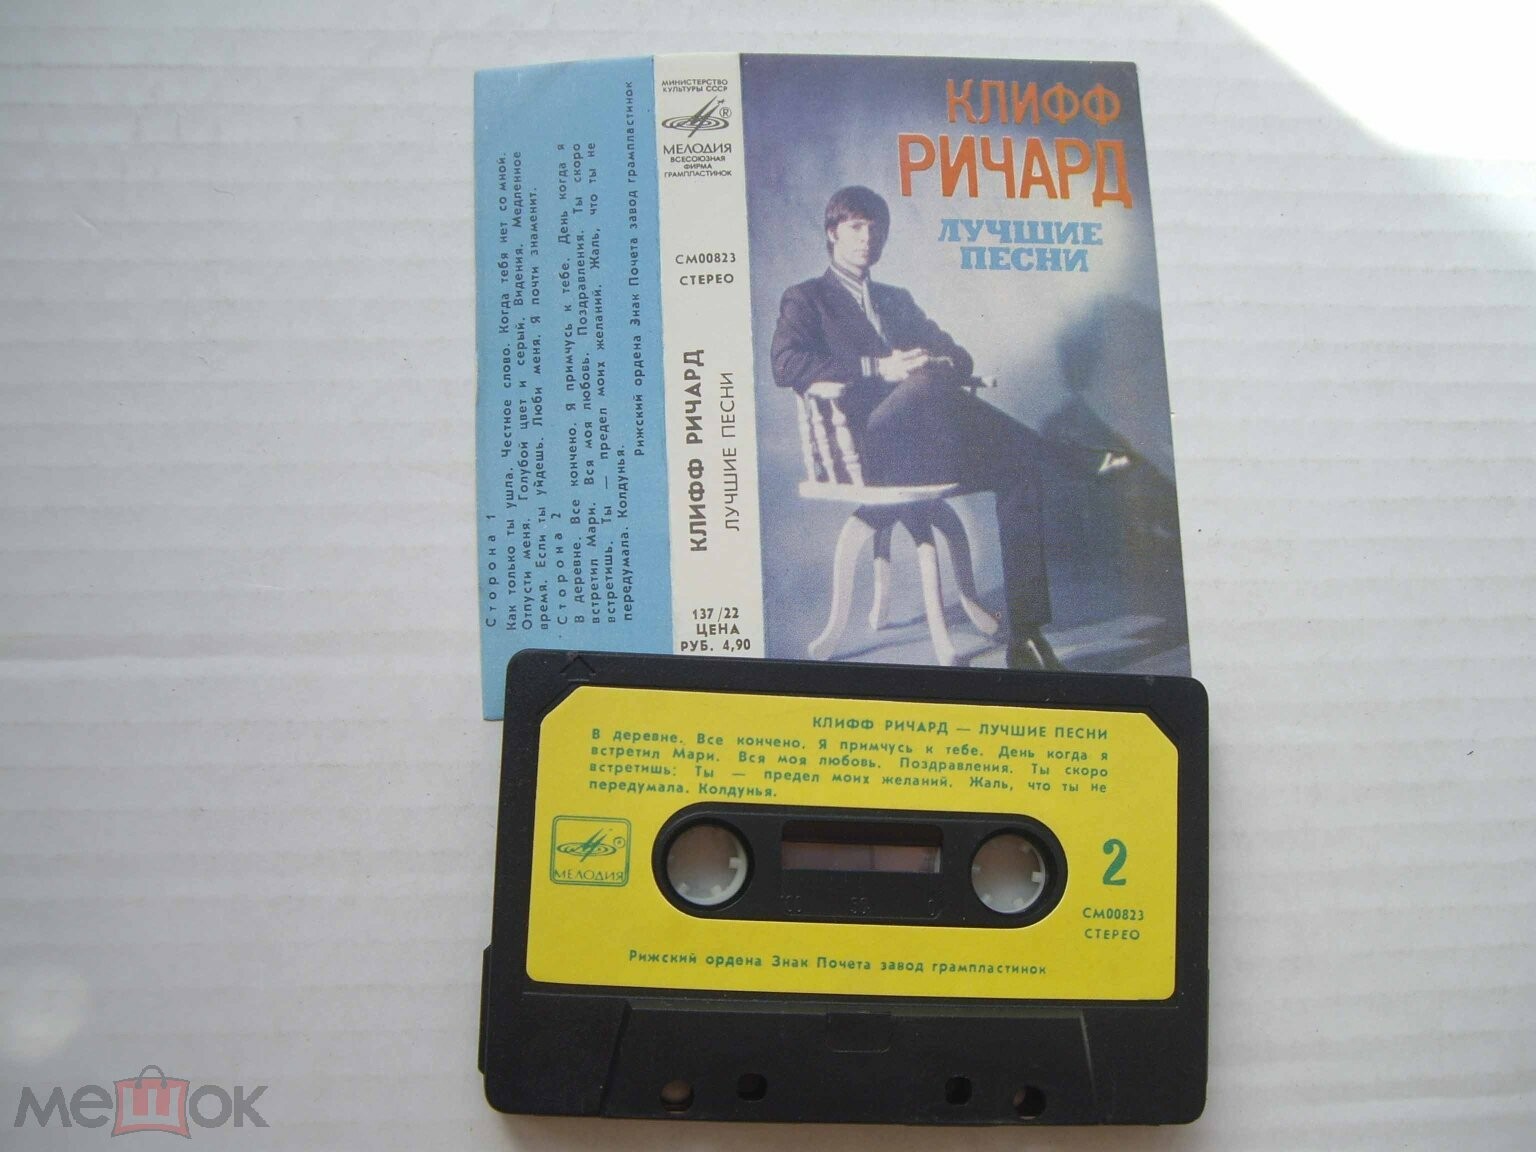 Сторона 1
Как только ты ушла. Честное слово. Когда тебя нет со мной.
Отпусти меня. Голубой цвет и серый. Видения. Медленное
время. Если ты уйдешь. Люби меня. Я почти знаменит.
Сторона 2
В деревне. Все кончено. Я примчусь к тебе. День когда я
встретил Мари. Вся моя любовь. Поздравления. Ты скоро
встретишь. Ты — предел моих желаний. Жаль, что ты не
передумала. Колдунья.
Рижский ордена Знак Почета завод грампластинок
МИНИСТЕРСТВО
КУЛЬТУРЫ СССР
®
МЕЛОДИЯ
ВСЕСОЮЗНАЯ
ФИРМА
ГРАМПЛАСТИНОК
СМ00823
СТЕРЕО
КЛИФФ РИЧАРД
ЛУЧШИЕ ПЕСНИ
137/22
ЦЕНА
РУБ. 4,90
КЛИФФ
РИЧАРД
ЛУЧШИЕ
ПЕСНИ
КЛИФФ РИЧАРД — ЛУЧШИЕ ПЕСНИ
В деревне. Все кончено. Я примчусь к тебе. День когда я
встретил Мари. Вся моя любовь. Поздравления. Ты скоро
встретишь: Ты — предел моих желаний. Жаль, что ты не
передумала. Колдунья.
®
МЕЛОДИЯ
2
СМ00823
СТЕРЕО
100 50 0
Рижский ордена Знак Почета завод грампластинок
мешок